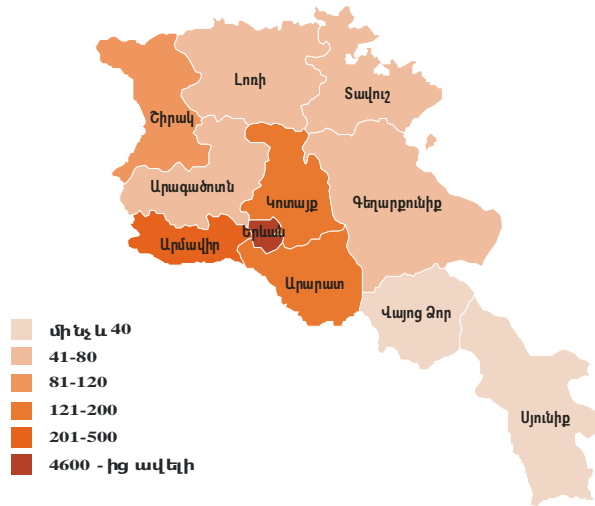 Լոռի
Տավուշ
Շիրակ
Արագածոտն
Կոտայք
Գեղարքունիք
Երևան
Արմավիր
Արարատ
Վայոց Ձոր
Սյունիք
մինչև 40
41-80
81-120
121-200
201-500
4600 - ից ավելի